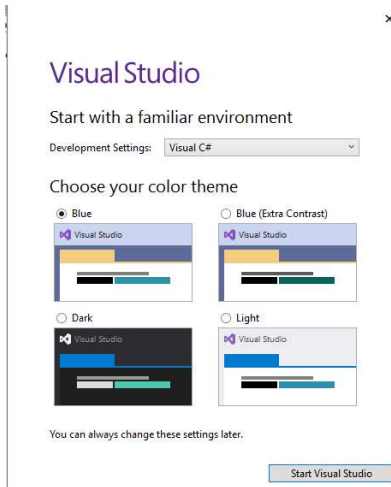 Visual Studio
Start with a familiar environment
Development Settings: Visual C#
Choose your color theme
Blue
Blue (Extra Contrast)
Visual Studio
Visual Studio
Dark
Light
Visual Studio
Visual Studio
You can always change these settings later.
Start Visual Studio